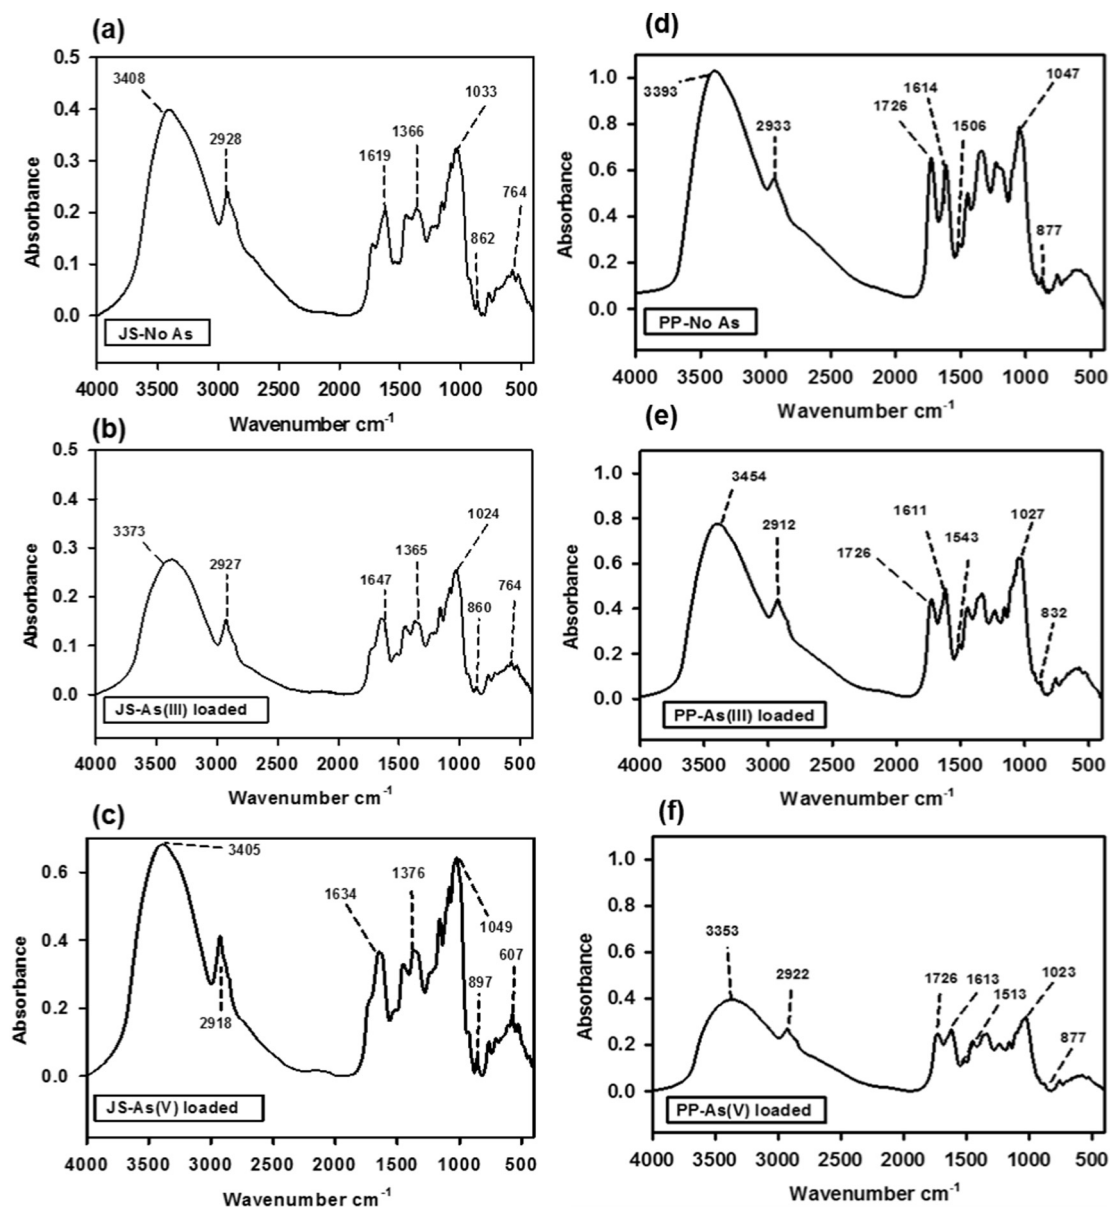 (a)
0.5
0.4
0.3
0.2
0.1
0.0
Absorbance
3408
2928
1619
1366
1033
862
764
JS-No As
4000 3500 3000 2500 2000 1500 1000 500
Wavenumber cm-1
(d)
1.0
0.8
0.6
0.4
0.2
0.0
Absorbance
3393
2933
1726
1614
1506
1047
877
PP-No As
4000 3500 3000 2500 2000 1500 1000 500
Wavenumber cm-1
(b)
0.5
0.4
0.3
0.2
0.1
0.0
Absorbance
3373
2927
1647
1365
1024
860
764
JS-As(III) loaded
4000 3500 3000 2500 2000 1500 1000 500
Wavenumber cm-1
(e)
1.0
0.8
0.6
0.4
0.2
0.0
Absorbance
3454
2912
1726
1611
1543
1027
832
PP-As(III) loaded
4000 3500 3000 2500 2000 1500 1000 500
Wavenumber cm-1
(c)
0.6
0.4
0.2
0.0
Absorbance
3405
2918
1634
1376
1049
897
607
JS-As(V) loaded
4000 3500 3000 2500 2000 1500 1000 500
Wavenumber cm-1
(f)
1.0
0.8
0.6
0.4
0.2
0.0
Absorbance
3353
2922
1726
1613
1513
1023
877
PP-As(V) loaded
4000 3500 3000 2500 2000 1500 1000 500
Wavenumber cm-1